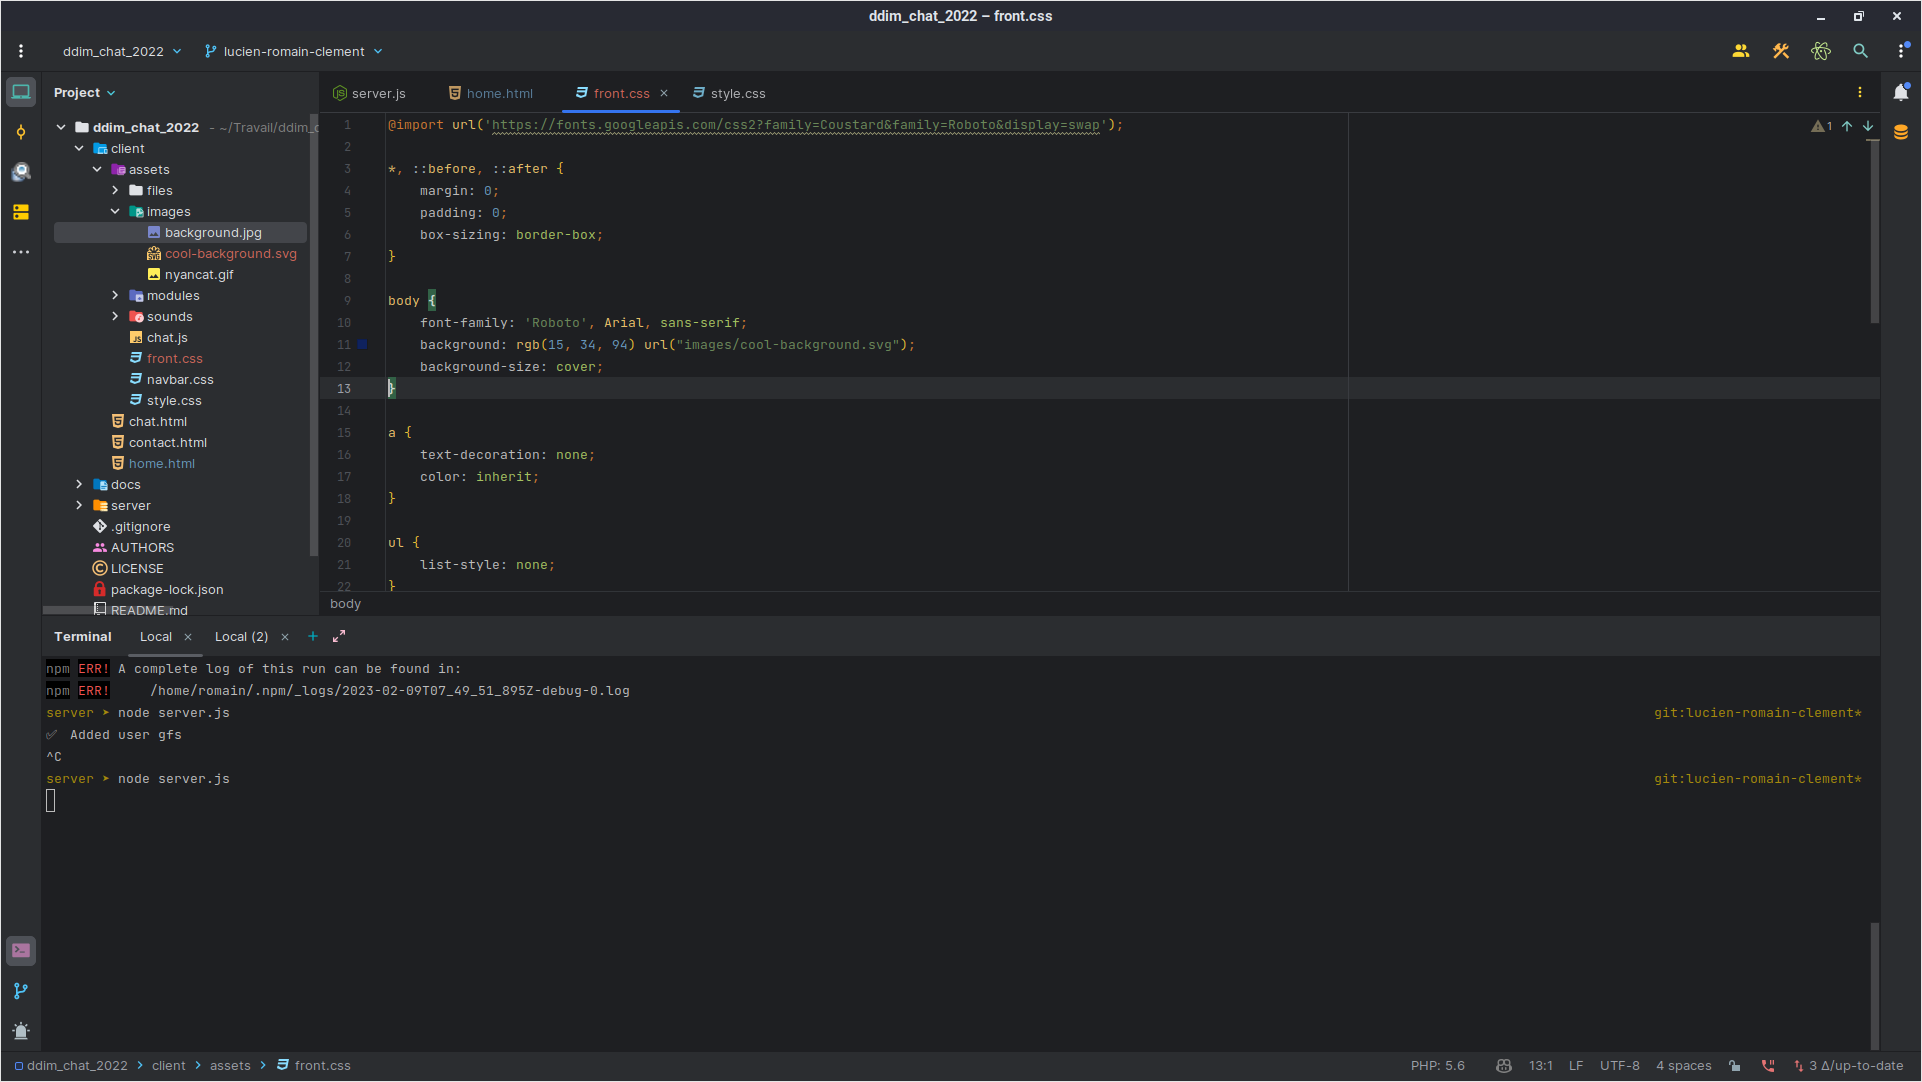 ddim_chat_2022 – front.css
ddim_chat_2022
lucien-romain-clement
Project
server.js
home.html
front.css
style.css
ddim_chat_2022 - ~/Travail/ddim_c
client
assets
files
images
background.jpg
cool-background.svg
nyancat.gif
modules
sounds
chat.js
front.css
navbar.css
style.css
chat.html
contact.html
home.html
docs
server
.gitignore
AUTHORS
LICENSE
package-lock.json
README.md
1
1 @import url('https://fonts.googleapis.com/css2?family=Coustard&family=Roboto&display=swap');
2
3 *, ::before, ::after {
4 margin: 0;
5 padding: 0;
6 box-sizing: border-box;
7 }
8
9 body {
10 font-family: 'Roboto', Arial, sans-serif;
11 background: rgb(15, 34, 94) url("images/cool-background.svg");
12 background-size: cover;
13 }
14
15 a {
16 text-decoration: none;
17 color: inherit;
18 }
19
20 ul {
21 list-style: none;
22 }
body
Terminal
Local
Local (2)
npm ERR! A complete log of this run can be found in:
npm ERR! /home/romain/.npm/_logs/2023-02-09T07_49_51_895Z-debug-0.log
server ➤ node server.js git:lucien-romain-clement*
✅ Added user gfs
^C
server ➤ node server.js git:lucien-romain-clement*
ddim_chat_2022 > client > assets > front.css
PHP: 5.6
13:1
LF
UTF-8
4 spaces
3 Δ/up-to-date